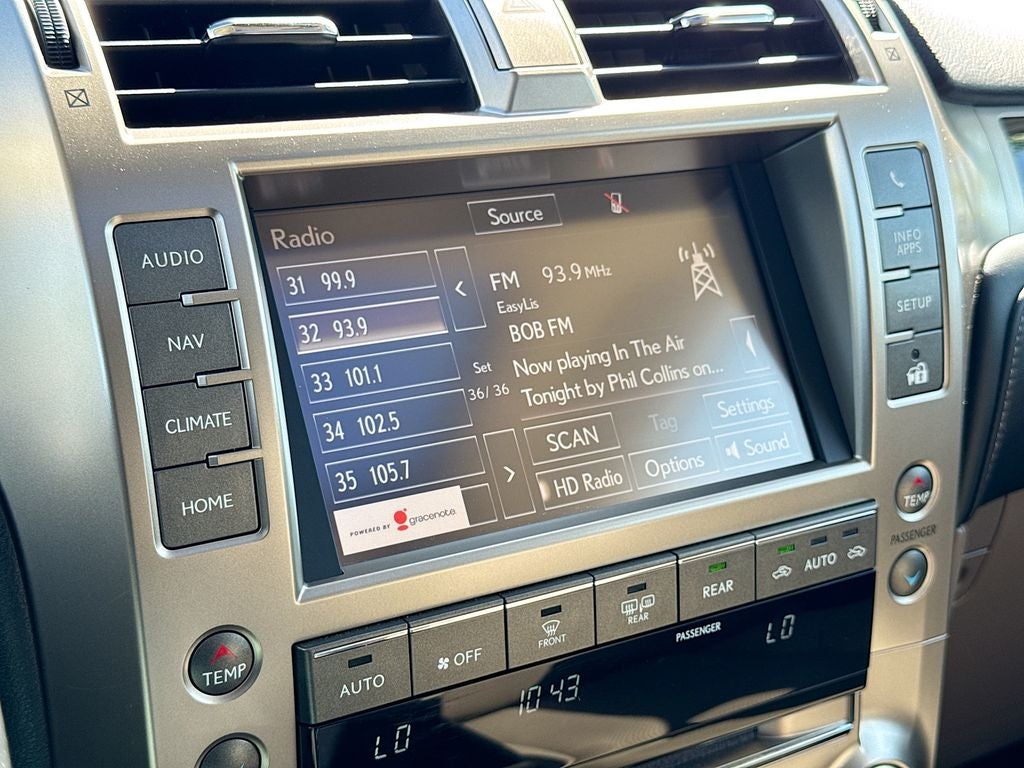 AUDIO
NAV
CLIMATE
HOME
Radio
Source
31 99.9
32 93.9
33 101.1
34 102.5
35 105.7
<
>
Set
36/36
FM 93.9 MHz
EasyLis
BOB FM
Now playing In The Air
Tonight by Phil Collins on...
SCAN
Tag
Settings
HD Radio
Options
Sound
POWERED BY gracenote.
INFO
APPS
SETUP
TEMP
PASSENGER
TEMP
AUTO
OFF
FRONT
REAR
REAR
AUTO
PASSENGER
LO
10 43
LO